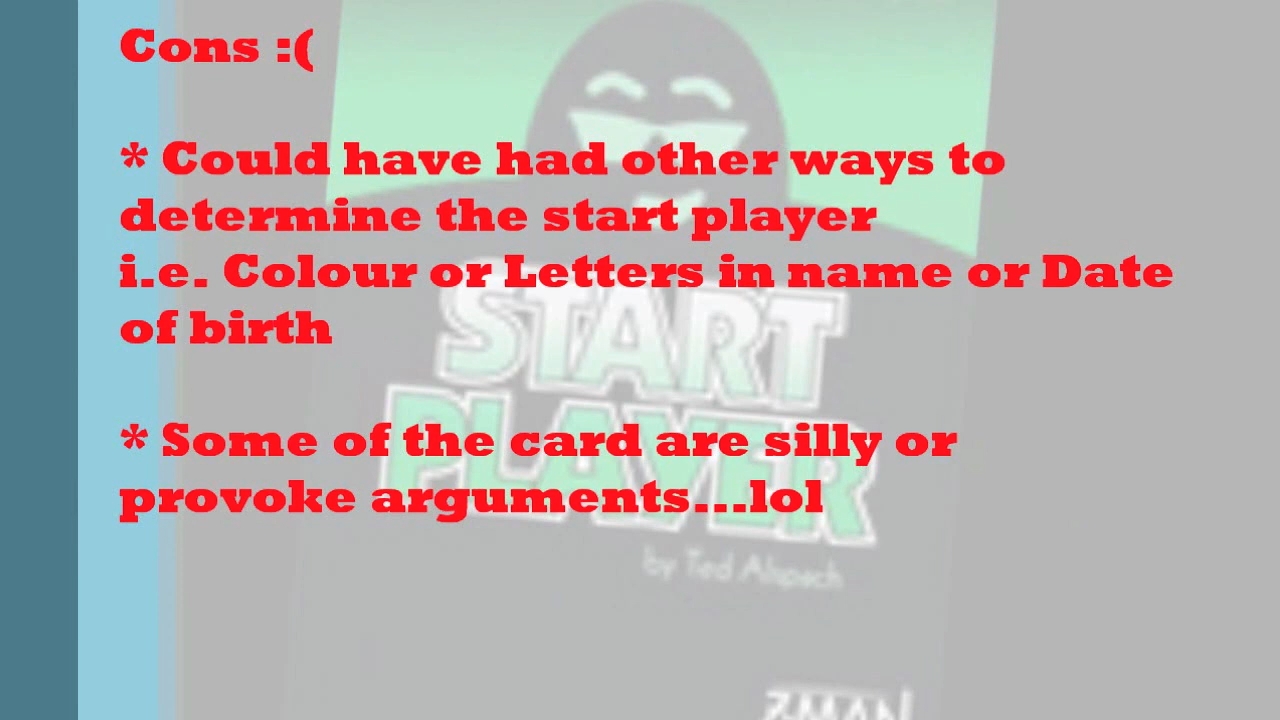 Cons :(
* Could have had other ways to
determine the start player
i.e. Colour or Letters in name or Date
of birth
* Some of the card are silly or
provoke arguments...lol
START
PLAYER
by Ted Alspach
ZMAN